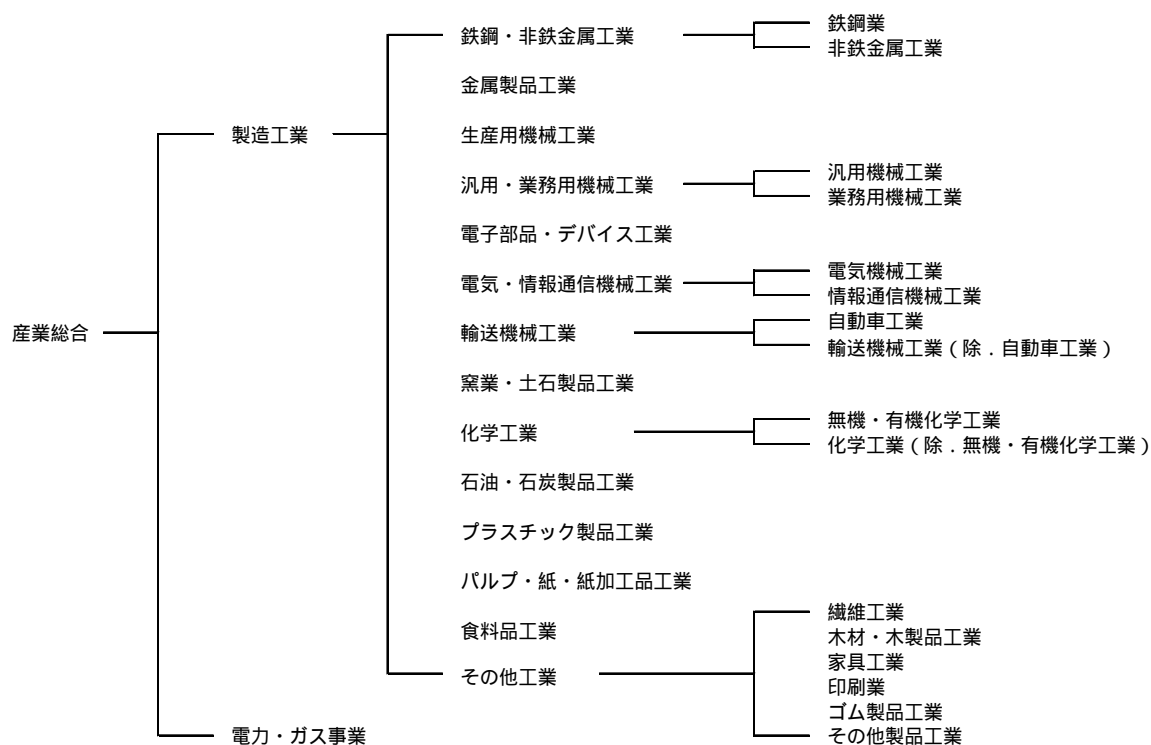 鉄鋼業
鉄鋼・非鉄金属工業
非鉄金属工業
金属製品工業
製造工業
生産用機械工業
汎用機械工業
汎用・業務用機械工業
業務用機械工業
電子部品・デバイス工業
電気機械工業
電気・情報通信機械工業
情報通信機械工業
自動車工業
産業総合
輸送機械工業
輸送機械工業(除.自動車工業)
窯業・土石製品工業
無機・有機化学工業
化学工業
化学工業(除.無機・有機化学工業)
石油・石炭製品工業
プラスチック製品工業
パルプ・紙・紙加工品工業
繊維工業
食料品工業
木材・木製品工業
家具工業
その他工業
印刷業
ゴム製品工業
電力・ガス事業
その他製品工業